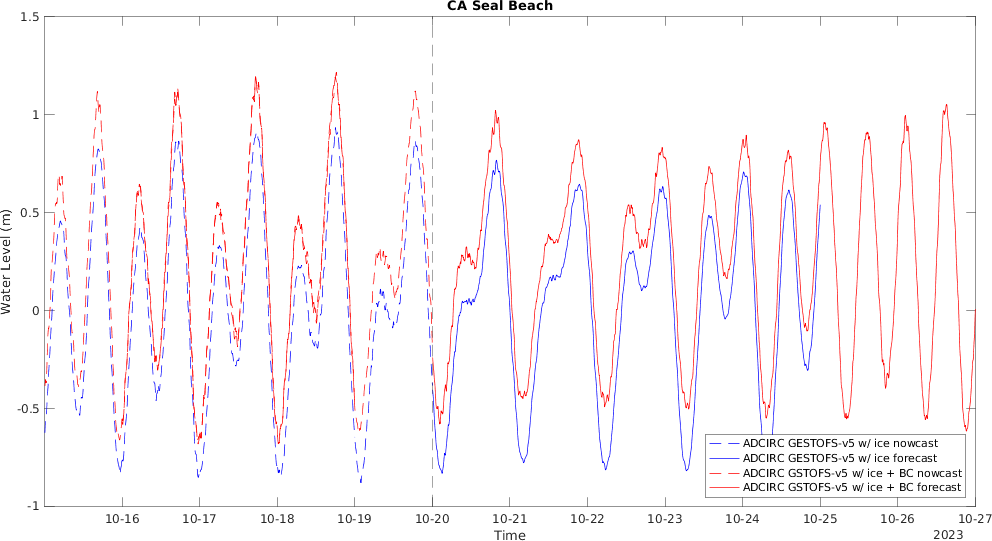 CA Seal Beach
1.5
1
0.5
0
-0.5
-1
Water Level (m)
10-16 10-17 10-18 10-19 10-20 10-21 10-22 10-23 10-24 10-25 10-26 10-27
Time
2023
ADCIRC GESTOFS-v5 w/ ice nowcast
ADCIRC GESTOFS-v5 w/ ice forecast
ADCIRC GSTOFS-v5 w/ ice + BC nowcast
ADCIRC GSTOFS-v5 w/ ice + BC forecast